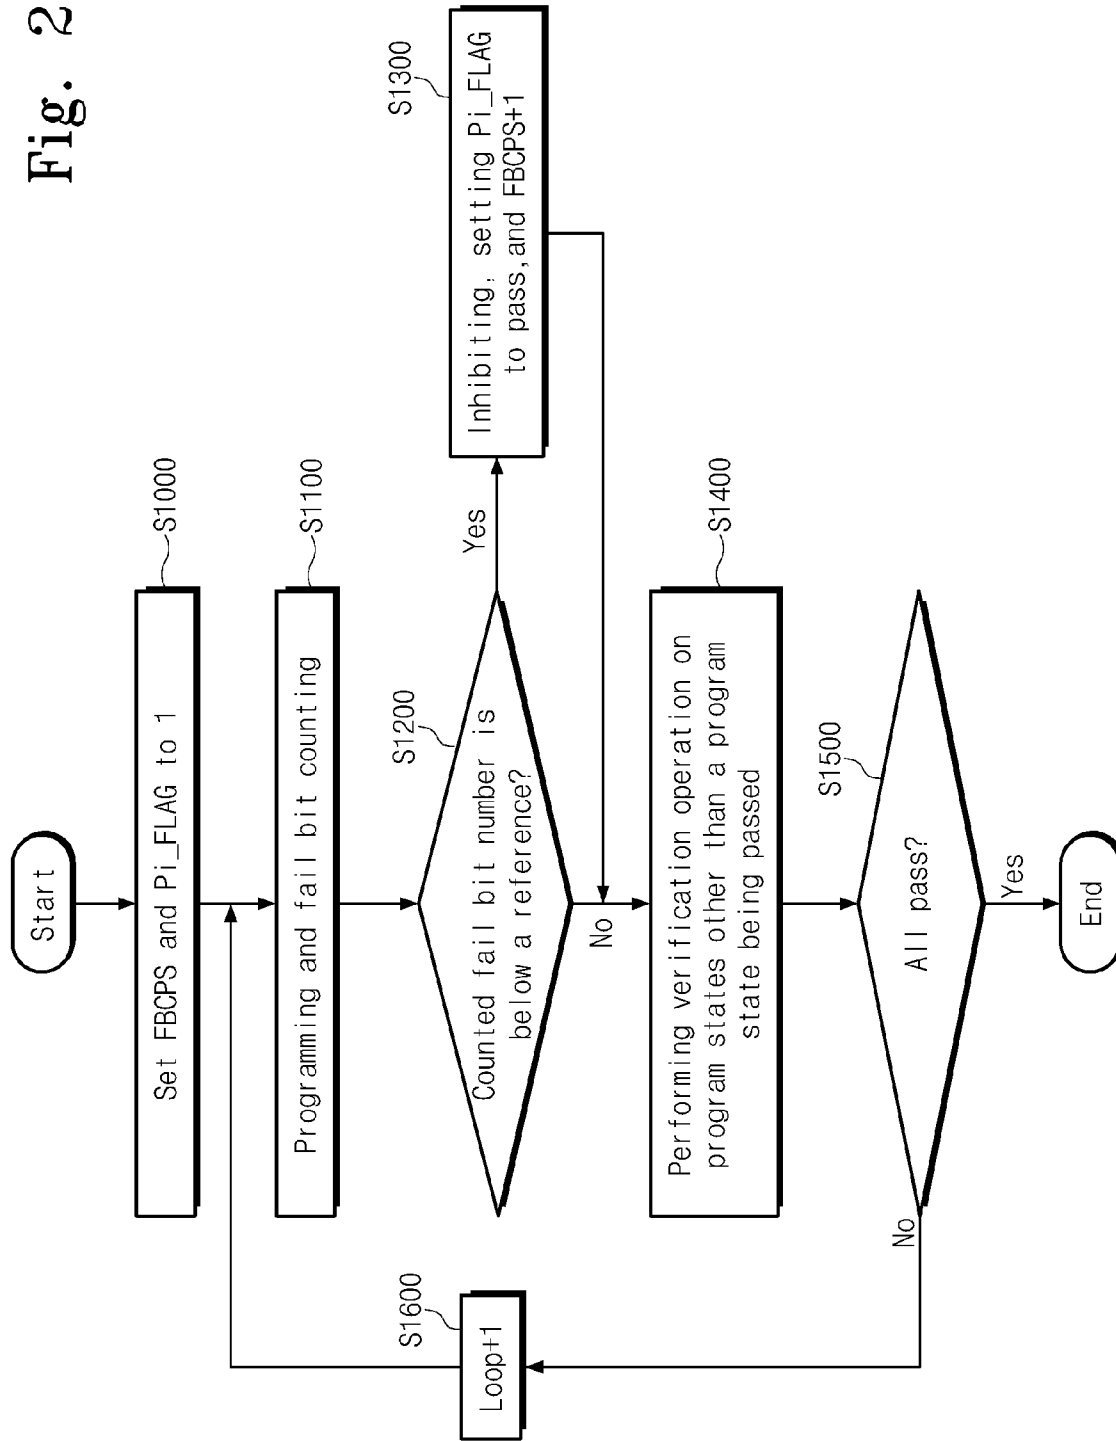 Fig. 2
Start
Set FBCPS and Pi_FLAG to 1
S1000
Programming and fail bit counting
S1100
Counted fail bit number is
below a reference?
S1200
Yes
No
Inhibiting, setting Pi_FLAG
to pass,and FBCPS+1
S1300
Performing verification operation on
program states other than a program
state being passed
S1400
All pass?
S1500
No
Yes
Loop+1
S1600
End